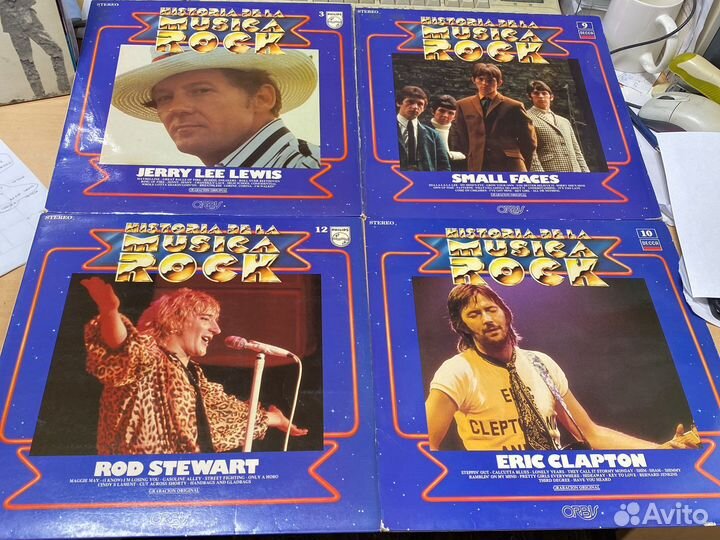 STEREO
3
PHILIPS
HISTORIA DE LA
MUSICA
ROCK
JERRY LEE LEWIS
GRABACION ORIGINAL
ORBIS
STEREO
9
DECCA
HISTORIA DE LA
MUSICA
ROCK
SMALL FACES
GRABACION ORIGINAL
ORBIS
STEREO
12
PHILIPS
HISTORIA DE LA
MUSICA
ROCK
ROD STEWART
MAGGIE MAY · (I KNOW) I'M LOSING YOU · GASOLINE ALLEY · STREET FIGHTING · ONLY A HOBO
CINDY'S LAMENT · CUT ACROSS SHORTY · HANDBAGS AND GLADRAGS
GRABACION ORIGINAL
ORBIS
STEREO
10
DECCA
HISTORIA DE LA
MUSICA
ROCK
ERIC
CLAPTON
ERIC CLAPTON
STEPPIN' OUT · CALCUTTA BLUES · LONELY YEARS · THEY CALL IT STORMY MONDAY · SHIM · SHAM · SHIMMY
RAMBLIN' ON MY MIND · PRETTY GIRLS EVERYWHERE · HIDEAWAY · KEY TO LOVE · BERNARD JENKINS
THIRD DEGREE · HAVE YOU HEARD
GRABACION ORIGINAL
ORBIS
Avito